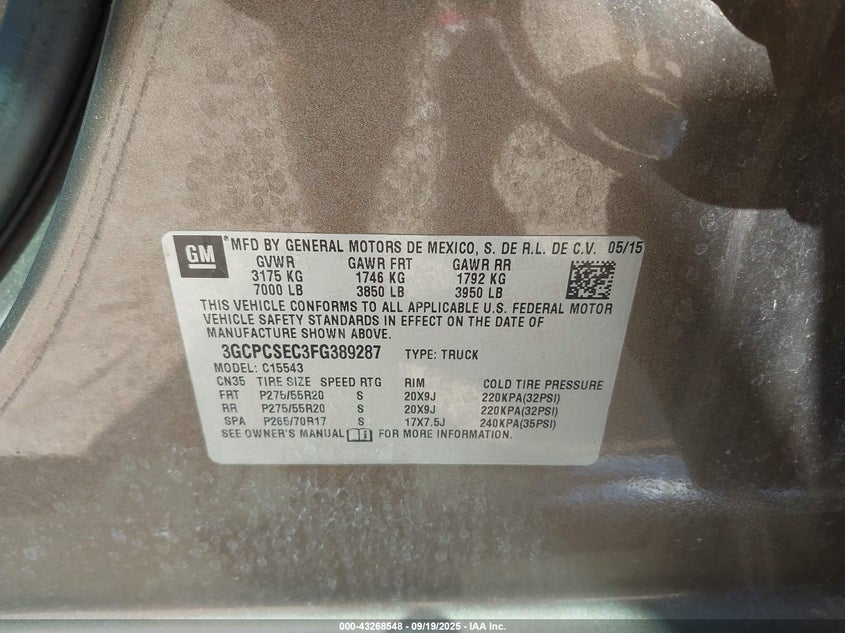 GM
® MFD BY GENERAL MOTORS DE MEXICO, S. DE R.L. DE C.V. 05/15
GVWR GAWR FRT GAWR RR
3175 KG 1746 KG 1792 KG
7000 LB 3850 LB 3950 LB
THIS VEHICLE CONFORMS TO ALL APPLICABLE U.S. FEDERAL MOTOR
VEHICLE SAFETY STANDARDS IN EFFECT ON THE DATE OF
MANUFACTURE SHOWN ABOVE.
3GCPCSEC3FG389287 TYPE: TRUCK
MODEL: C15543
CN35 TIRE SIZE SPEED RTG RIM COLD TIRE PRESSURE
FRT P275/55R20 S 20X9J 220KPA(32PSI)
RR P275/55R20 S 20X9J 220KPA(32PSI)
SPA P265/70R17 S 17X7.5J 240KPA(35PSI)
SEE OWNER'S MANUAL i FOR MORE INFORMATION.
000-43268548 - 09/19/2025 - IAA Inc.